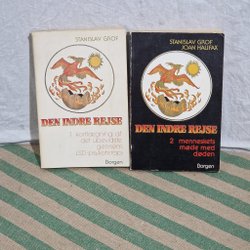 STANISLAV GROF
DEN INDRE REJSE
1 kortlægning af
det ubevidste
gennem
LSD-psykoterapi
Borgen
STANISLAV GROF
JOAN HALIFAX
DEN INDRE REJSE
2 menneskets
møde med
døden
Borgen